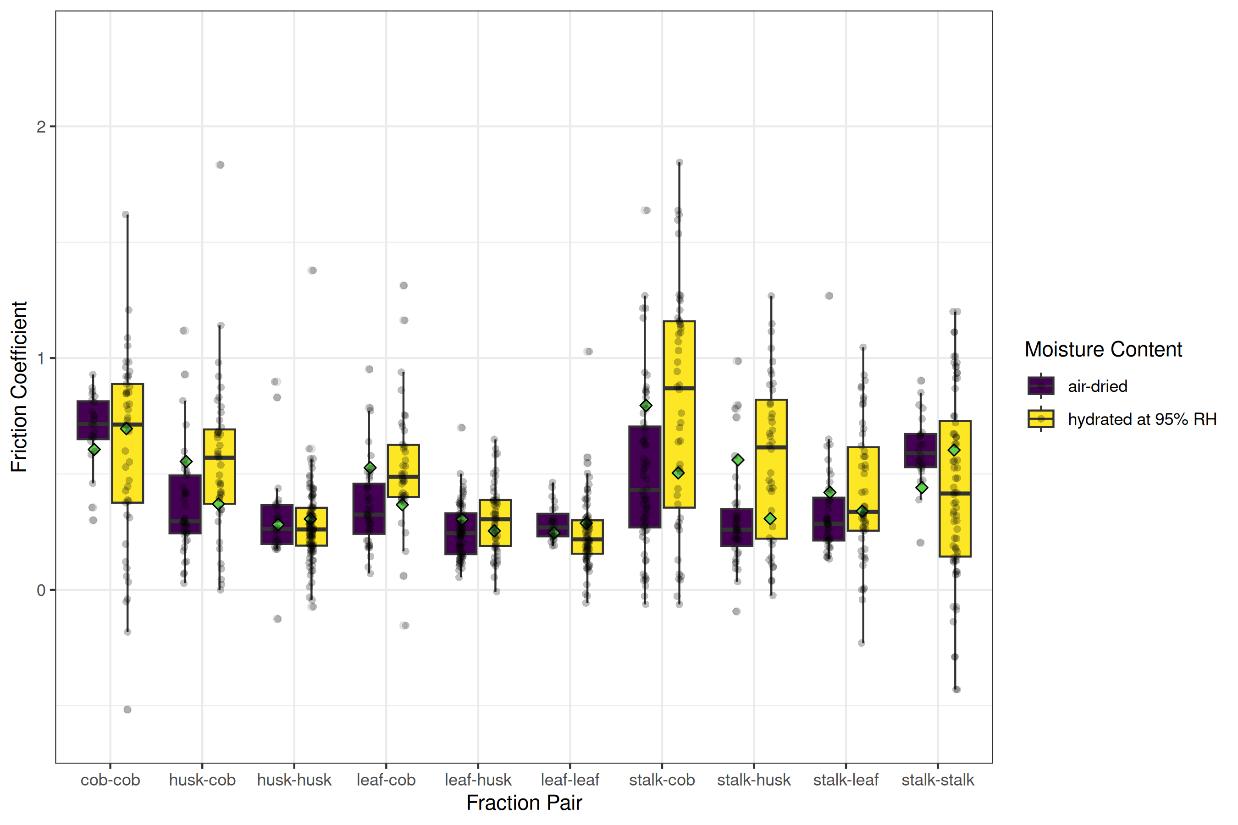 Friction Coefficient
2
1
0
cob-cob
husk-cob
husk-husk
leaf-cob
leaf-husk
leaf-leaf
stalk-cob
stalk-husk
stalk-leaf
stalk-stalk
Fraction Pair
Moisture Content
air-dried
hydrated at 95% RH